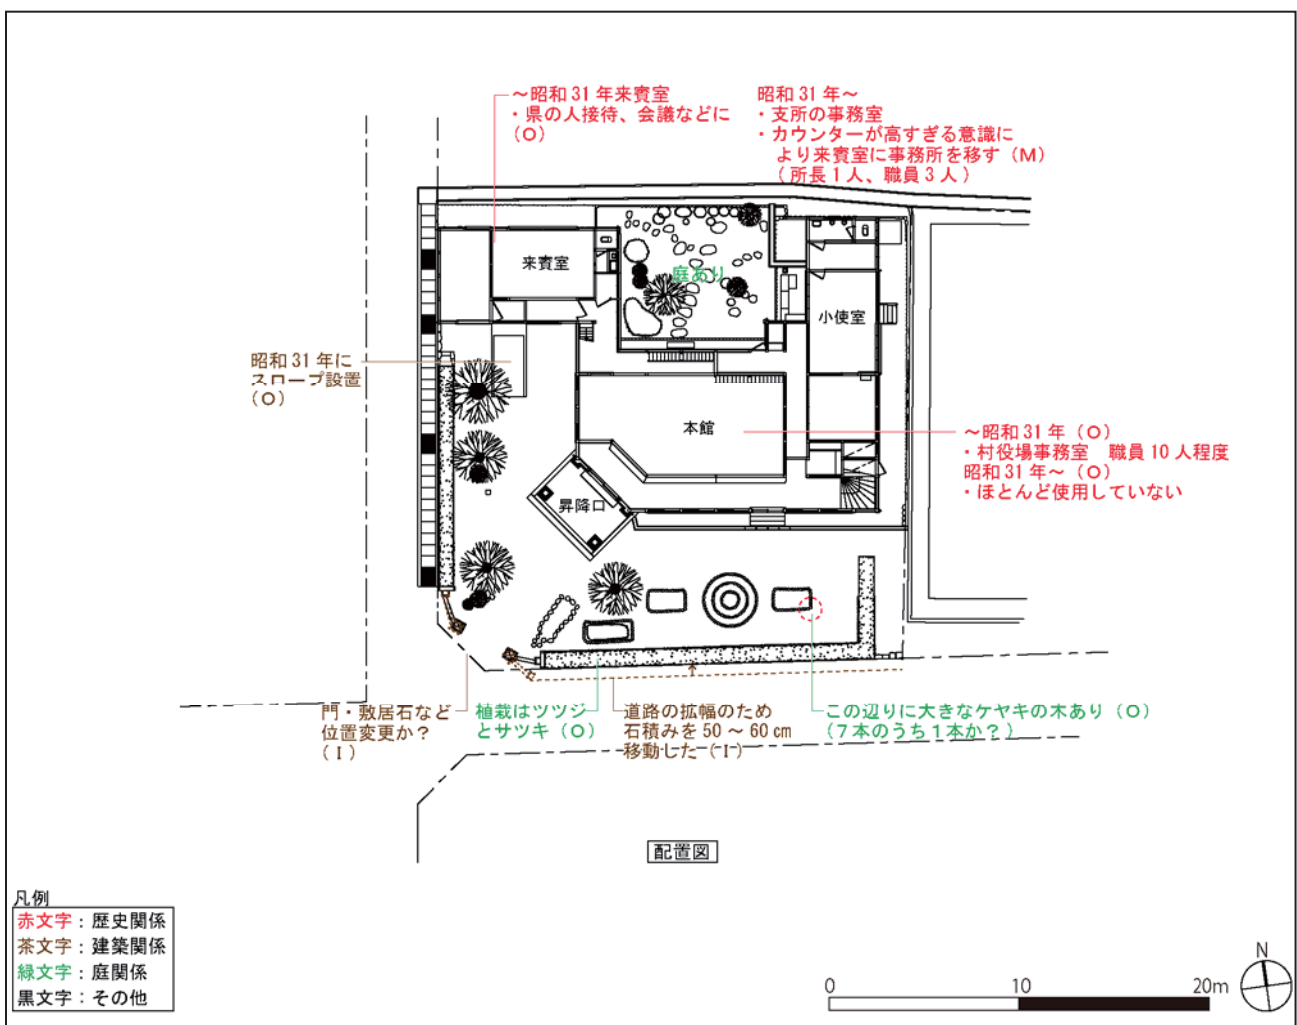 ～昭和 31 年来賓室
・県の人接待、会議などに
（O）
昭和 31 年～
・支所の事務室
・カウンターが高すぎる意識に
より来賓室に事務所を移す（M）
（所長 1 人、職員 3 人）
来賓室
庭あり
小使室
昭和 31 年に
スロープ設置
（O）
本館
～昭和 31 年（O）
・村役場事務室　職員 10 人程度
昭和 31 年～（O）
・ほとんど使用していない
昇降口
門・敷居石など
位置変更か？
（I）
植栽はツツジ
とサツキ（O）
道路の拡幅のため
石積みを 50 ～ 60 ㎝
移動した（I）
この辺りに大きなケヤキの木あり（O）
（7 本のうち 1 本か？）
配置図
凡例
赤文字：歴史関係
茶文字：建築関係
緑文字：庭関係
黒文字：その他
0 10 20m
N